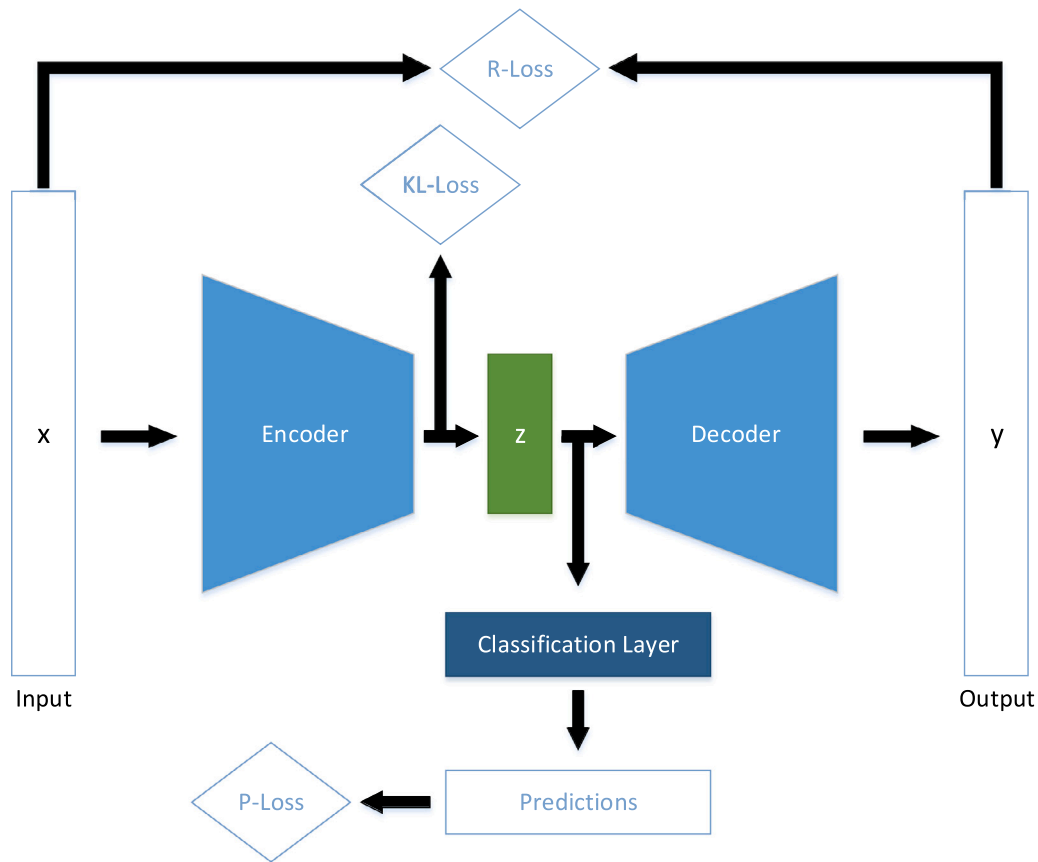 R-Loss
KL-Loss
x
Encoder
z
Decoder
y
Classification Layer
Input
Output
P-Loss
Predictions